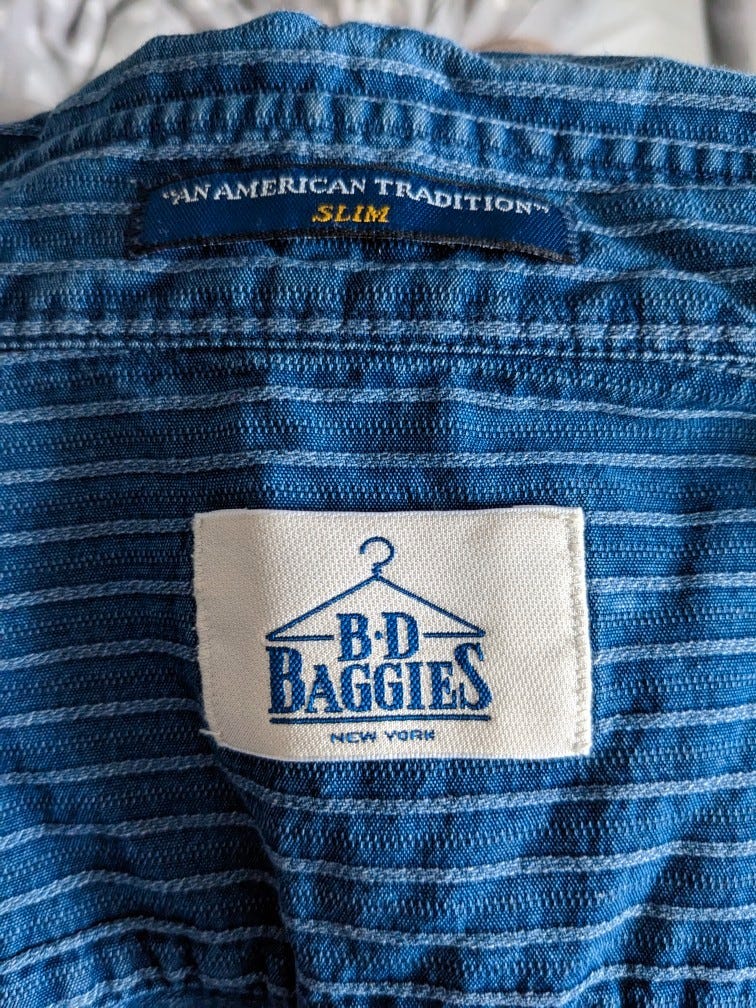 "AN AMERICAN TRADITION"
SLIM
B·D
BAGGIES
NEW YORK